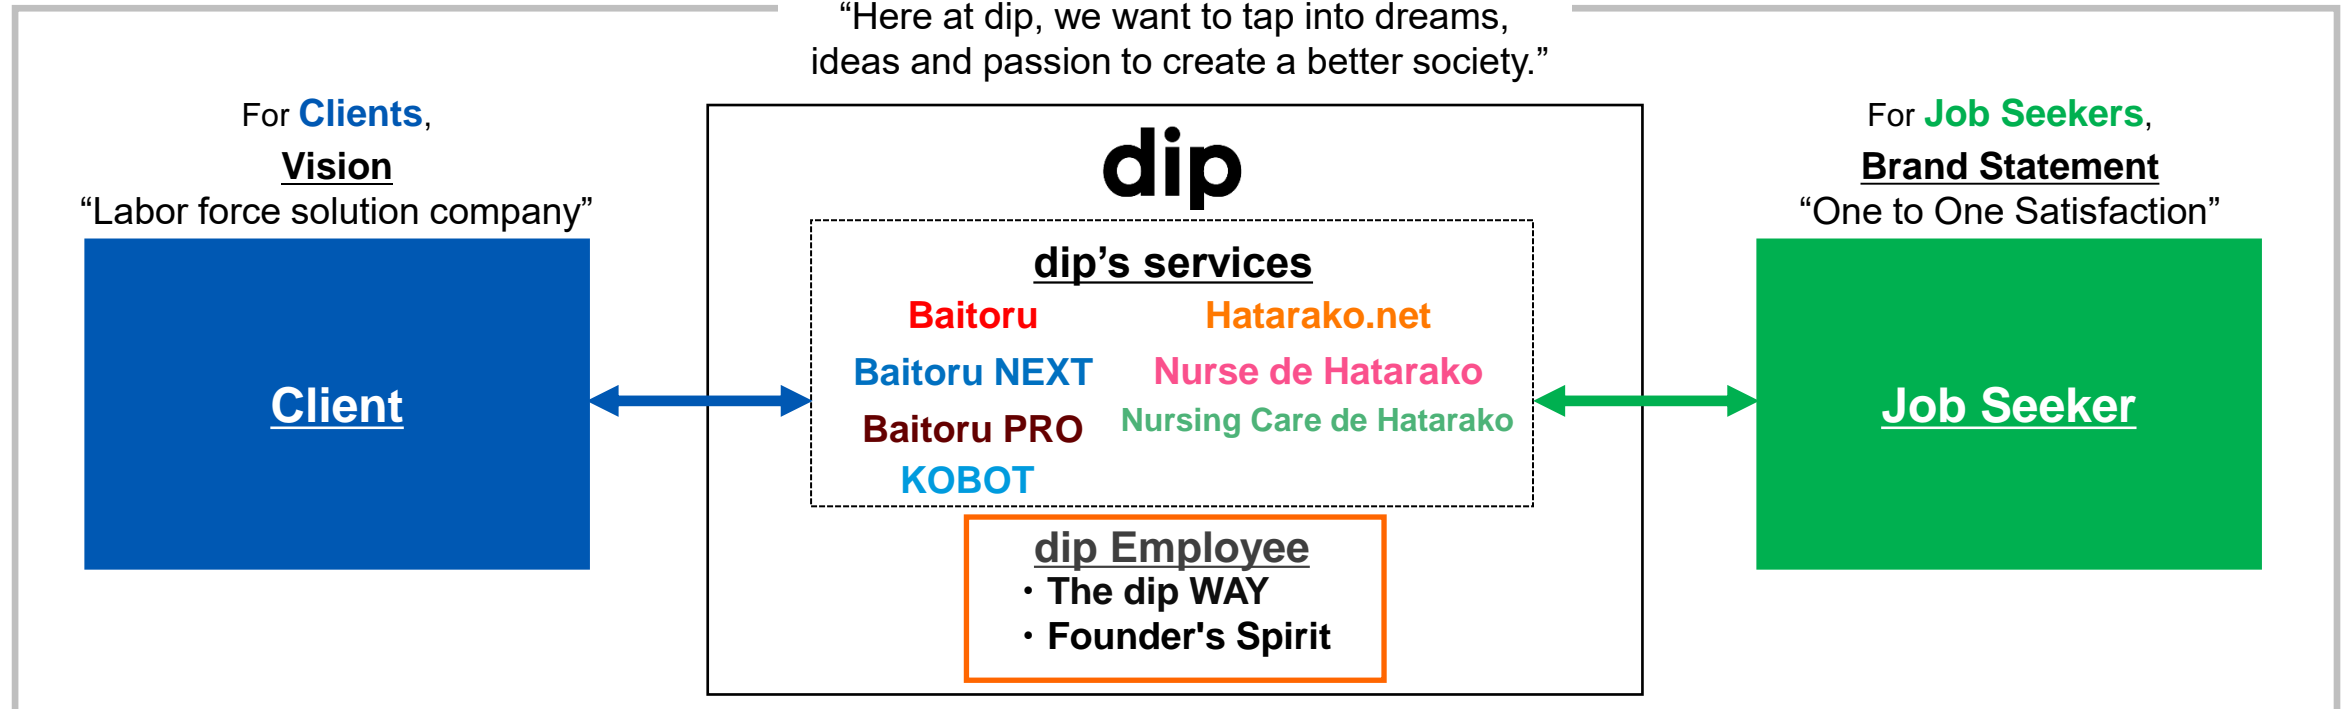 “Here at dip, we want to tap into dreams,
ideas and passion to create a better society.”
For Clients,
Vision
“Labor force solution company”
Client
dip
dip’s services
Baitoru
Hatarako.net
Baitoru NEXT
Nurse de Hatarako
Baitoru PRO
Nursing Care de Hatarako
KOBOT
dip Employee
・The dip WAY
・Founder's Spirit
For Job Seekers,
Brand Statement
“One to One Satisfaction”
Job Seeker